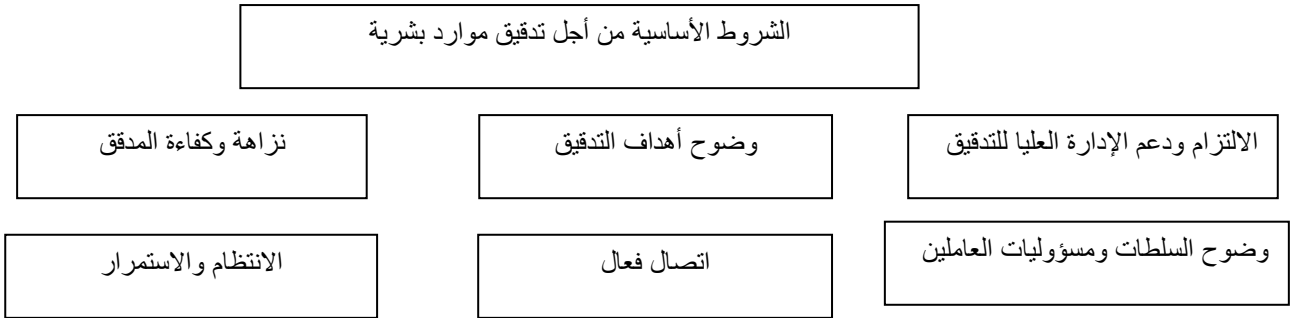 الشروط الأساسية من أجل تدقيق موارد بشرية
الالتزام ودعم الإدارة العليا للتدقيق
وضوح أهداف التدقيق
نزاهة وكفاءة المدقق
وضوح السلطات ومسؤوليات العاملين
اتصال فعال
الانتظام والاستمرار